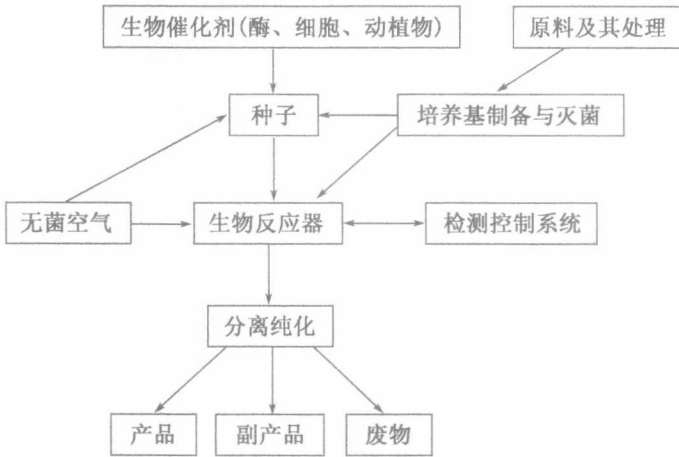 生物催化剂(酶、细胞、动植物)
原料及其处理
种子
培养基制备与灭菌
无菌空气
生物反应器
检测控制系统
分离纯化
产品
副产品
废物